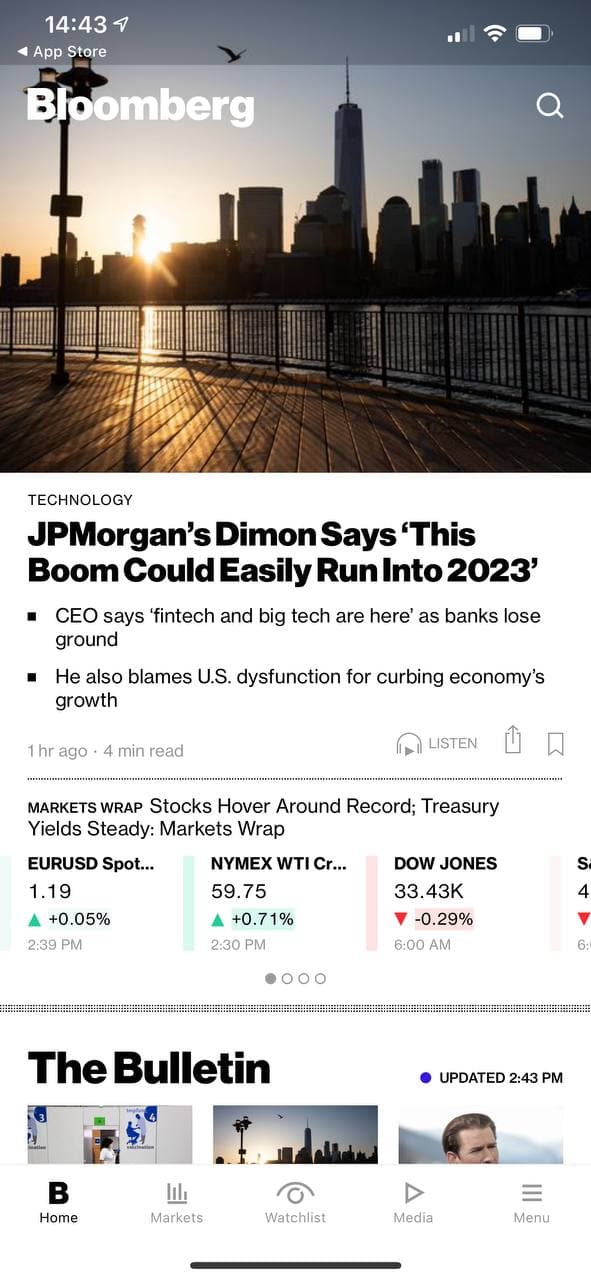 14:43
App Store
Bloomberg
TECHNOLOGY
JPMorgan’s Dimon Says ‘This
Boom Could Easily Run Into 2023’
CEO says ‘fintech and big tech are here’ as banks lose
ground
He also blames U.S. dysfunction for curbing economy’s
growth
1 hr ago · 4 min read
LISTEN
MARKETS WRAP Stocks Hover Around Record; Treasury
Yields Steady: Markets Wrap
EURUSD Spot...
1.19
+0.05%
2:39 PM
NYMEX WTI Cr...
59.75
+0.71%
2:30 PM
DOW JONES
33.43K
-0.29%
6:00 AM
The Bulletin
UPDATED 2:43 PM
3
4
B
Home
Markets
Watchlist
Media
Menu